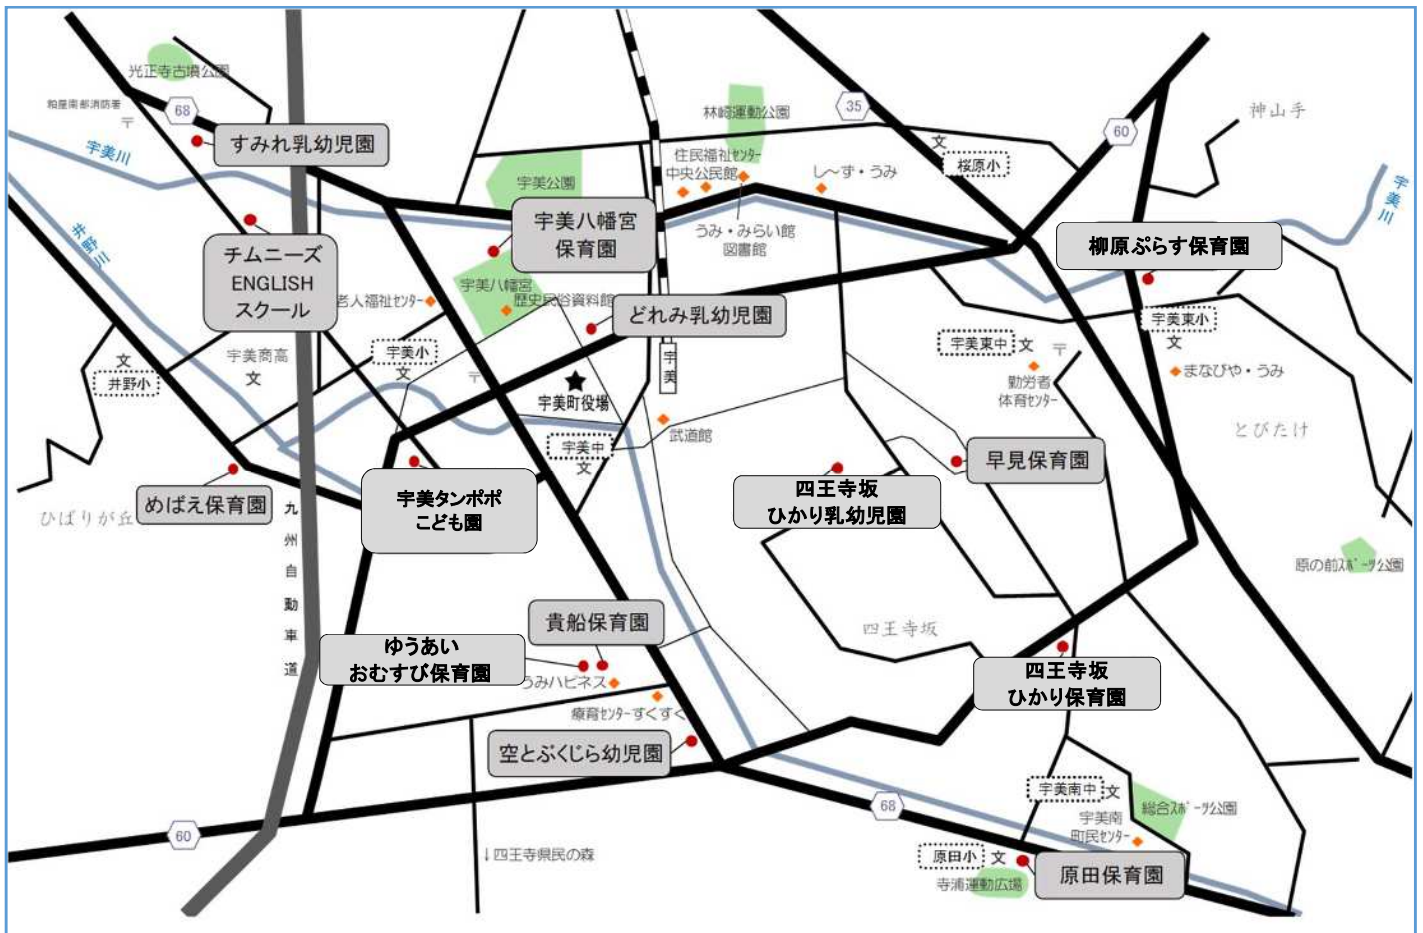 光正寺古墳公園
粕屋南部消防署
〒
68
すみれ乳幼児園
宇美川
井野川
チムニーズ
ENGLISH
スクール
宇美公園
宇美八幡宮
保育園
林崎運動公園
住民福祉センター
中央公民館
うみ・みらい館
図書館
し～ず・うみ
35
文
桜原小
60
神山手
宇美川
柳原ぷらす保育園
老人福祉センター
宇美八幡宮
歴史民俗資料館
どれみ乳幼児園
宇美
宇美東中
文
〒
宇美東小
文
勤労者
体育センター
まなびや・うみ
とびたけ
文
井野小
宇美商高
文
宇美小
文
〒
宇美町役場
宇美中
文
武道館
早見保育園
四王寺坂
ひかり乳幼児園
めばえ保育園
ひばりが丘
宇美タンポポ
こども園
九州自動車道
原の前スポーツ公園
貴船保育園
ゆうあい
おむすび保育園
うみハピネス
療育センターすくすく
四王寺坂
四王寺坂
ひかり保育園
空とぶくじら幼児園
60
↓四王寺県民の森
68
宇美南中
文
宇美南
町民センター
総合スポーツ公園
原田小
文
原田保育園
寺浦運動広場